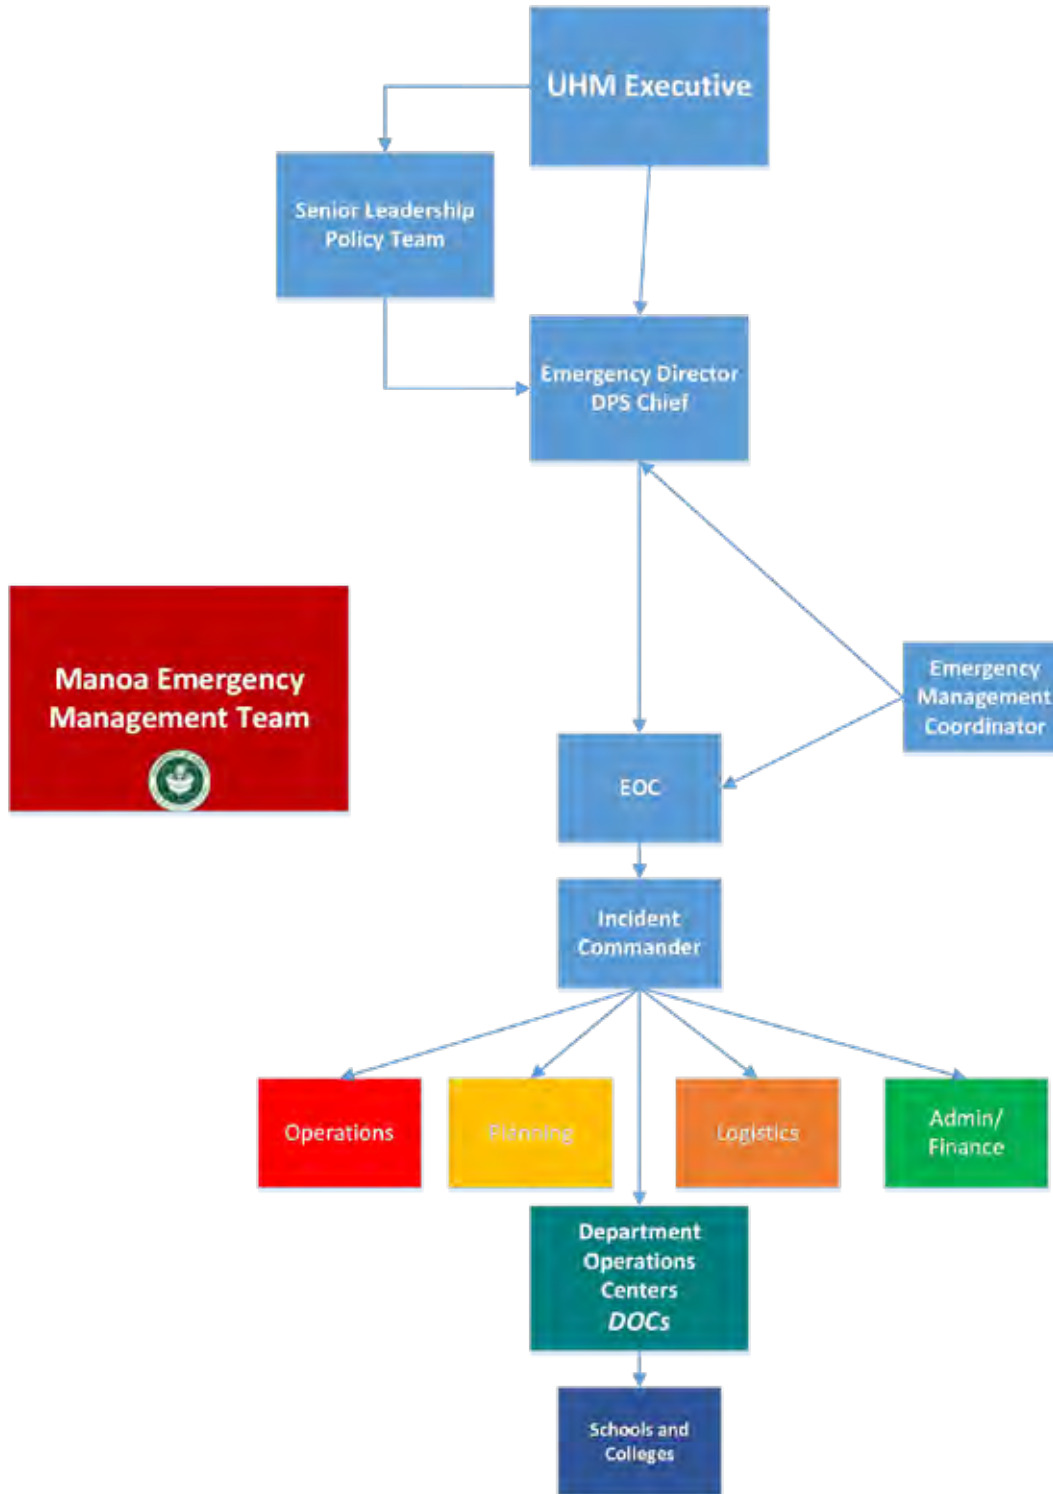 UHM Executive
Senior Leadership
Policy Team
Emergency Director
DPS Chief
Manoa Emergency
Management Team
Emergency
Management
Coordinator
EOC
Incident
Commander
Operations
Planning
Logistics
Admin/
Finance
Department
Operations
Centers
DOCs
Schools and
Colleges